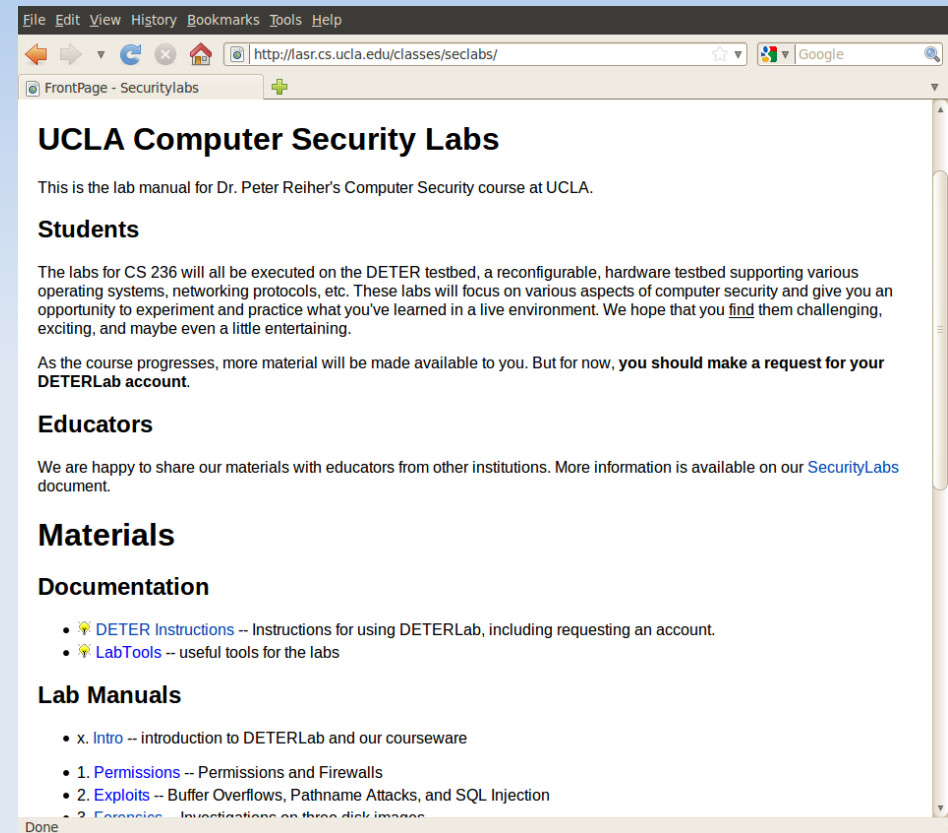 File Edit View History Bookmarks Tools Help
http://lasr.cs.ucla.edu/classes/seclabs/
Google
FrontPage - Securitylabs
UCLA Computer Security Labs
This is the lab manual for Dr. Peter Reiher's Computer Security course at UCLA.
Students
The labs for CS 236 will all be executed on the DETER testbed, a reconfigurable, hardware testbed supporting various
operating systems, networking protocols, etc. These labs will focus on various aspects of computer security and give you an
opportunity to experiment and practice what you've learned in a live environment. We hope that you find them challenging,
exciting, and maybe even a little entertaining.
As the course progresses, more material will be made available to you. But for now, you should make a request for your
DETERLab account.
Educators
We are happy to share our materials with educators from other institutions. More information is available on our SecurityLabs
document.
Materials
Documentation
• DETER Instructions -- Instructions for using DETERLab, including requesting an account.
• LabTools -- useful tools for the labs
Lab Manuals
• x. Intro -- introduction to DETERLab and our courseware
• 1. Permissions -- Permissions and Firewalls
• 2. Exploits -- Buffer Overflows, Pathname Attacks, and SQL Injection
• 3. Forensics -- Investigations on three disk images
Done